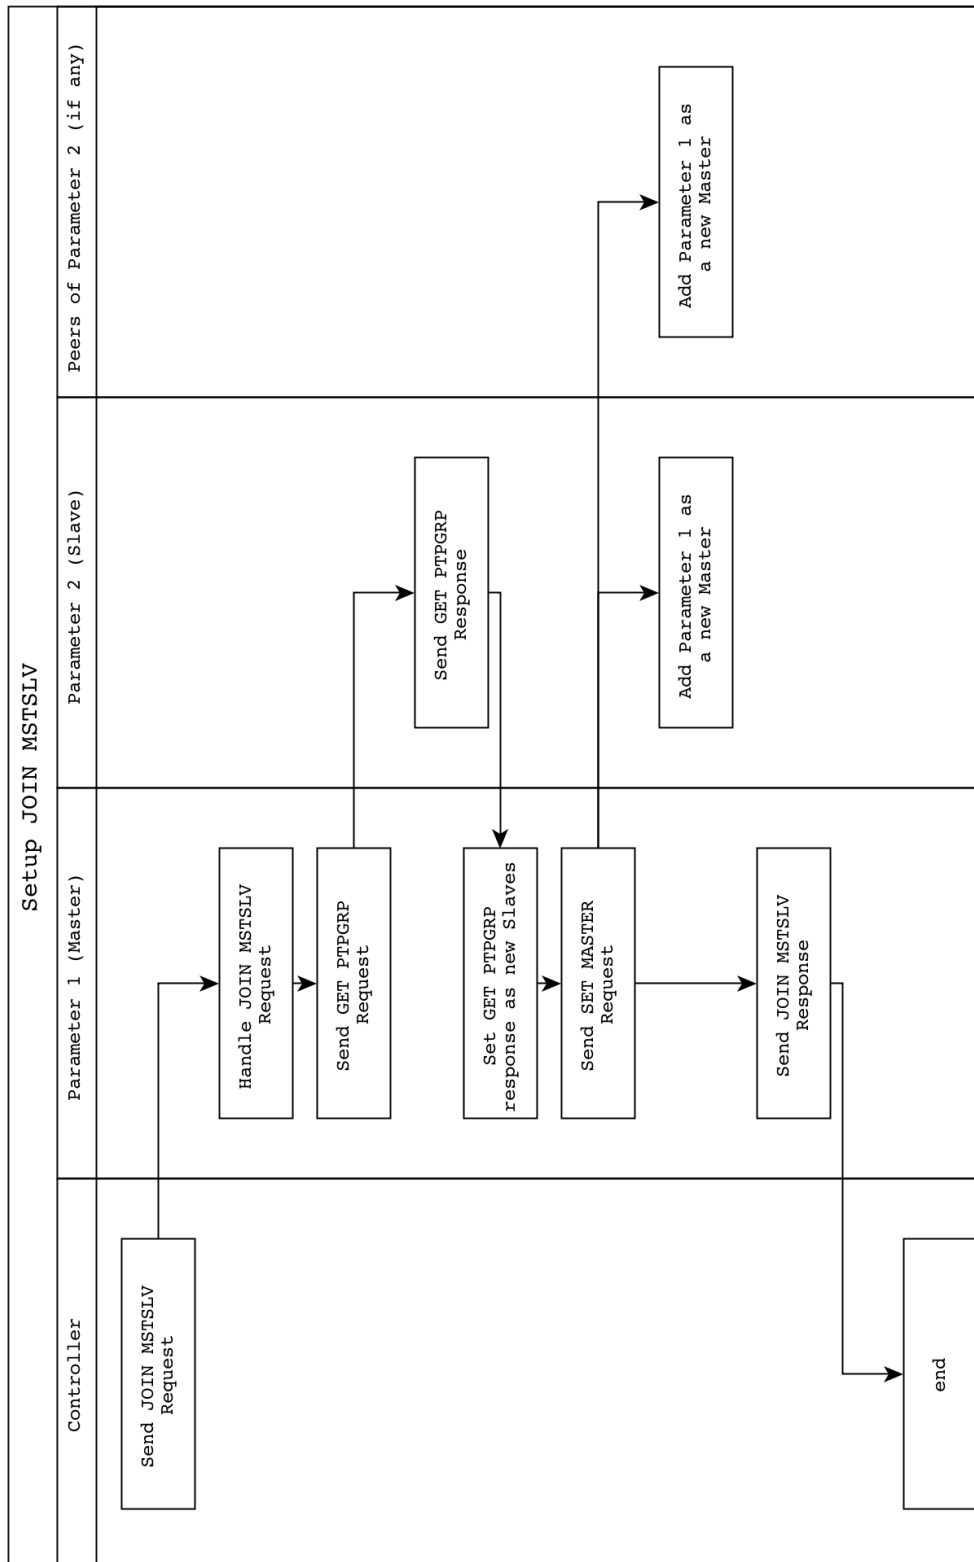 Setup JOIN MSTSLV
Controller
Parameter 1 (Master)
Parameter 2 (Slave)
Peers of Parameter 2 (if any)
Send JOIN MSTSLV
Request
Handle JOIN MSTSLV
Request
Send GET PTPGRP
Request
Send GET PTPGRP
Response
Set GET PTPGRP
response as new Slaves
Send SET MASTER
Request
Add Parameter 1 as
a new Master
Add Parameter 1 as
a new Master
Send JOIN MSTSLV
Response
end